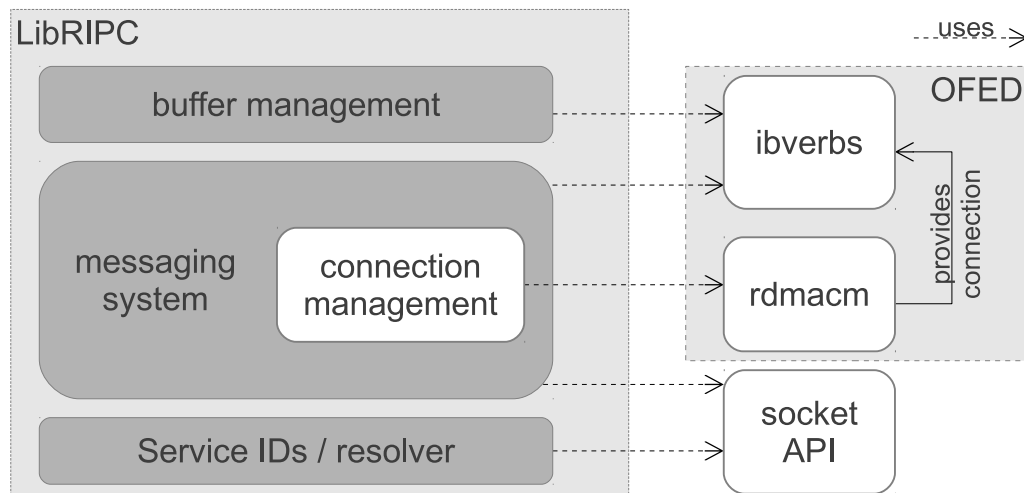 LibRIPC
uses
buffer management
OFED
ibverbs
messaging
system
connection
management
rdmacm
provides
connection
socket
API
Service IDs / resolver